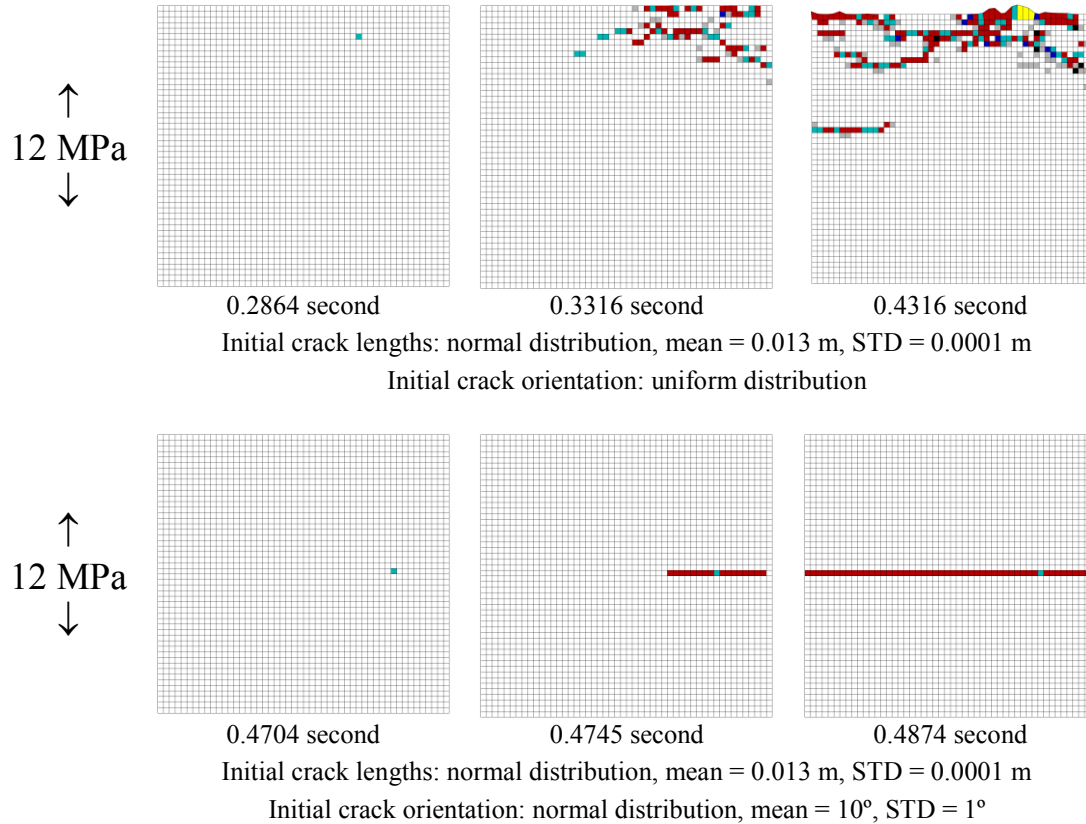 ↑
12 MPa
↓
0.2864 second 0.3316 second 0.4316 second
Initial crack lengths: normal distribution, mean = 0.013 m, STD = 0.0001 m
Initial crack orientation: uniform distribution
↑
12 MPa
↓
0.4704 second 0.4745 second 0.4874 second
Initial crack lengths: normal distribution, mean = 0.013 m, STD = 0.0001 m
Initial crack orientation: normal distribution, mean = 10º, STD = 1º